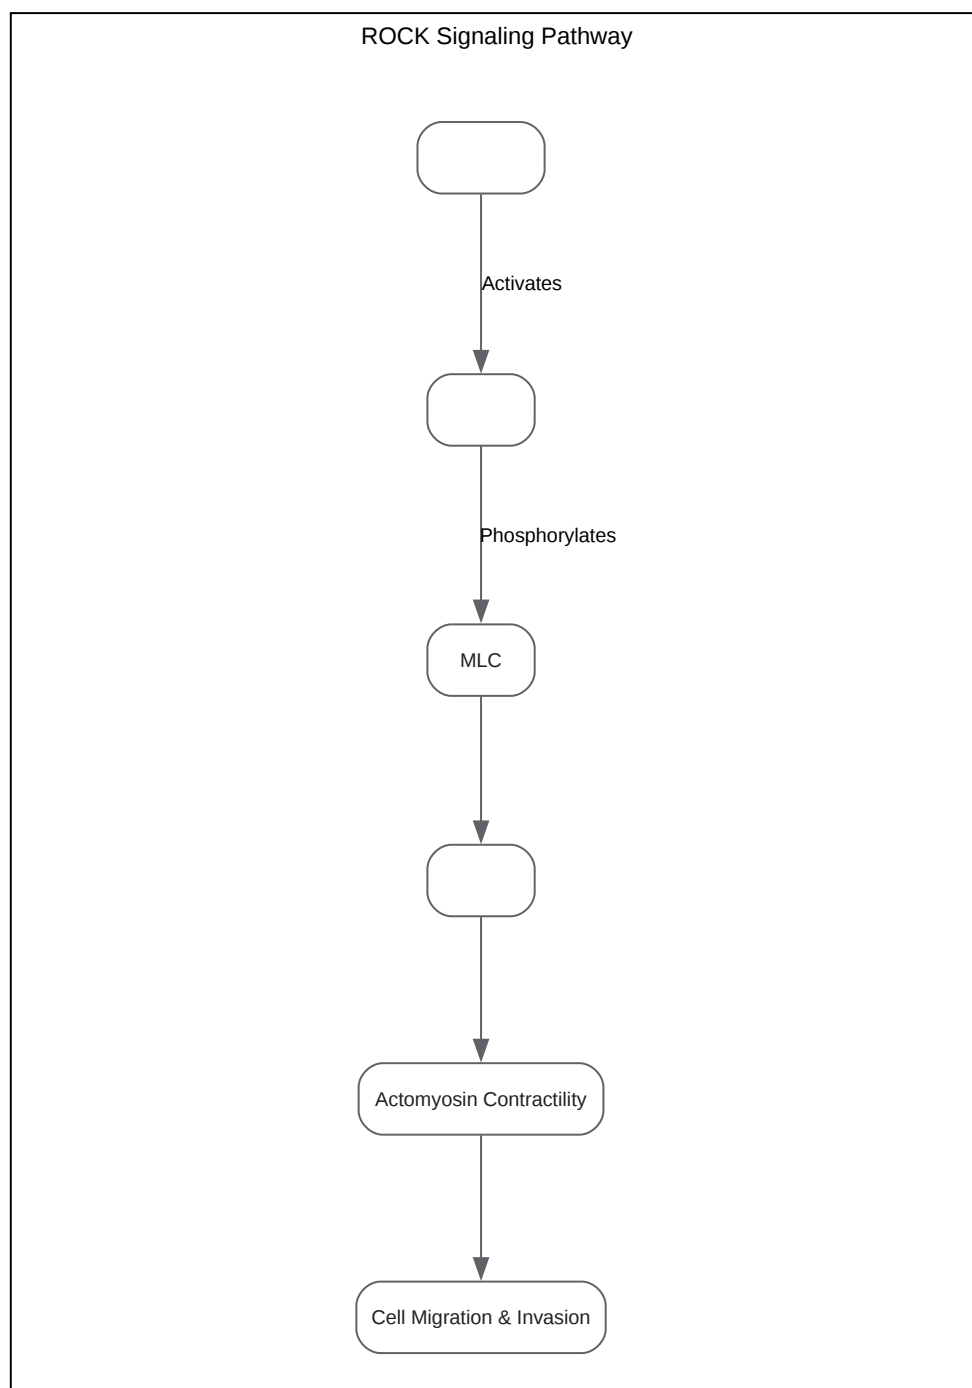 ROCK Signaling Pathway
Activates
Phosphorylates
MLC
Actomyosin Contractility
Cell Migration & Invasion